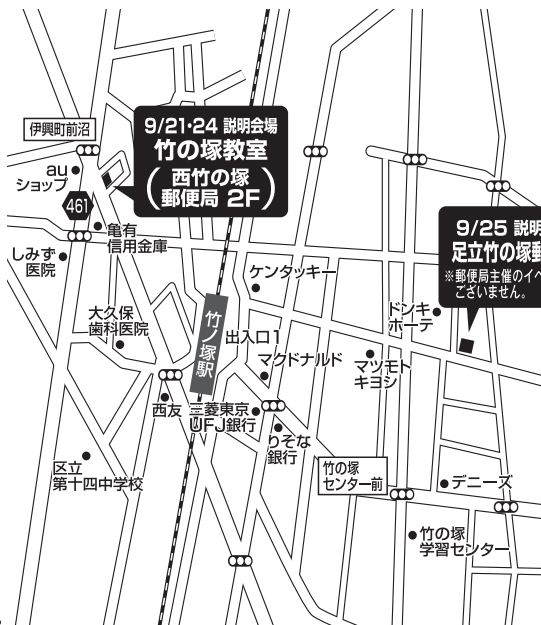 伊興町前沼
9/21・24 説明会場
竹の塚教室
(西竹の塚
郵便局 2F)
au
ショップ
461
亀有
信用金庫
しみず
医院
9/25 説明
足立竹の塚郵
※郵便局主催のイベ
ございません。
ケンタッキー
大久保
歯科医院
竹ノ塚駅
出入口1
ドンキ
ホーテ
マクドナルド
マツモト
キヨシ
西友
三菱東京
UFJ銀行
りそな
銀行
区立
第十四中学校
竹の塚
センター前
デニーズ
竹の塚
学習センター